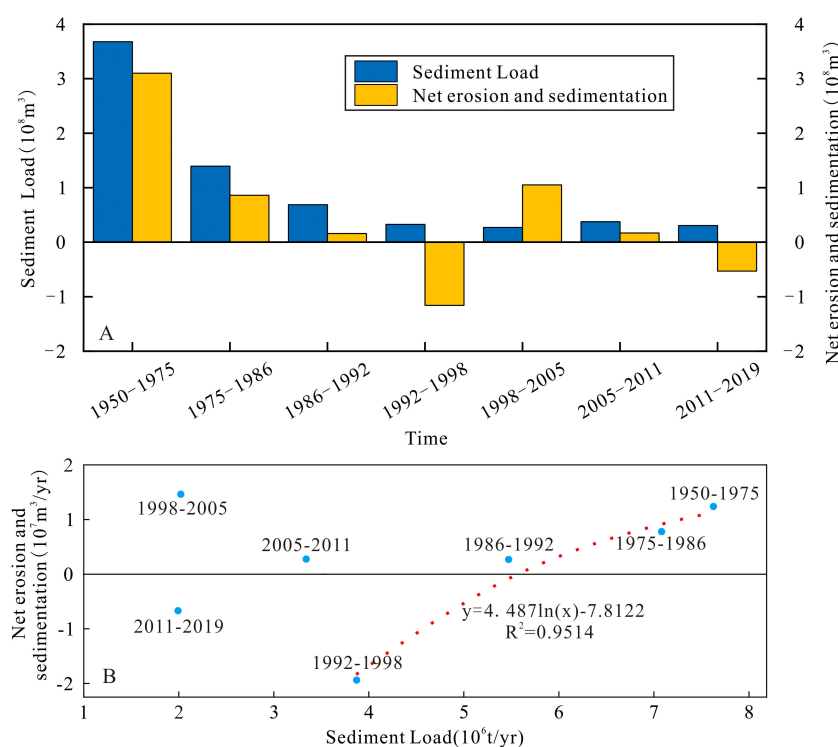 4
3
2
1
0
−1
−2
Sediment Load (10⁸m³)
Sediment Load
Net erosion and sedimentation
A
4
3
2
1
0
−1
−2
Net erosion and sedimentation (10⁸m³)
1950−1975
1975−1986
1986−1992
1992−1998
1998−2005
2005−2011
2011−2019
Time
2
1
0
-1
-2
Net erosion and
sedimentation (10⁷m³/yr)
1998-2005
2005-2011
1986-1992
1950-1975
1975-1986
2011-2019
1992-1998
y=4. 487ln(x)-7.8122
R²=0.9514
B
1 2 3 4 5 6 7 8
Sediment Load(10⁶t/yr)